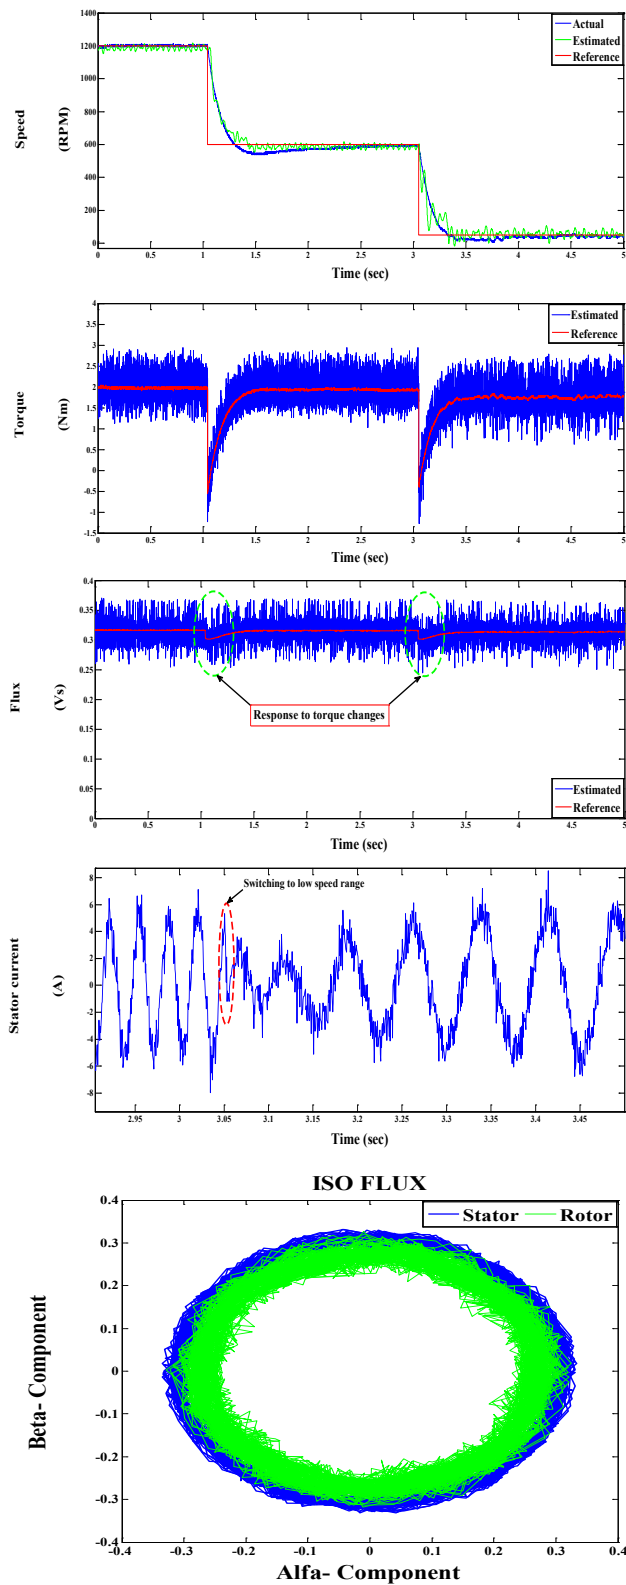 Speed
(RPM)
1400
1200
1000
800
600
400
200
0
Actual
Estimated
Reference
0 0.5 1 1.5 2 2.5 3 3.5 4 4.5 5
Time (sec)
Torque
(Nm)
4
3.5
3
2.5
2
1.5
1
0.5
0
-0.5
-1
-1.5
Estimated
Reference
0 0.5 1 1.5 2 2.5 3 3.5 4 4.5 5
Time (sec)
Flux
(Vs)
0.4
0.35
0.3
0.25
0.2
0.15
0.1
0.05
0
Response to torque changes
Estimated
Reference
0 0.5 1 1.5 2 2.5 3 3.5 4 4.5 5
Time (sec)
Stator current
(A)
8
6
4
2
0
-2
-4
-6
-8
Switching to low speed range
2.95 3 3.05 3.1 3.15 3.2 3.25 3.3 3.35 3.4 3.45
Time (sec)
ISO FLUX
Beta- Component
0.4
0.3
0.2
0.1
0
-0.1
-0.2
-0.3
-0.4
Stator Rotor
-0.4 -0.3 -0.2 -0.1 0 0.1 0.2 0.3 0.4
Alfa- Component